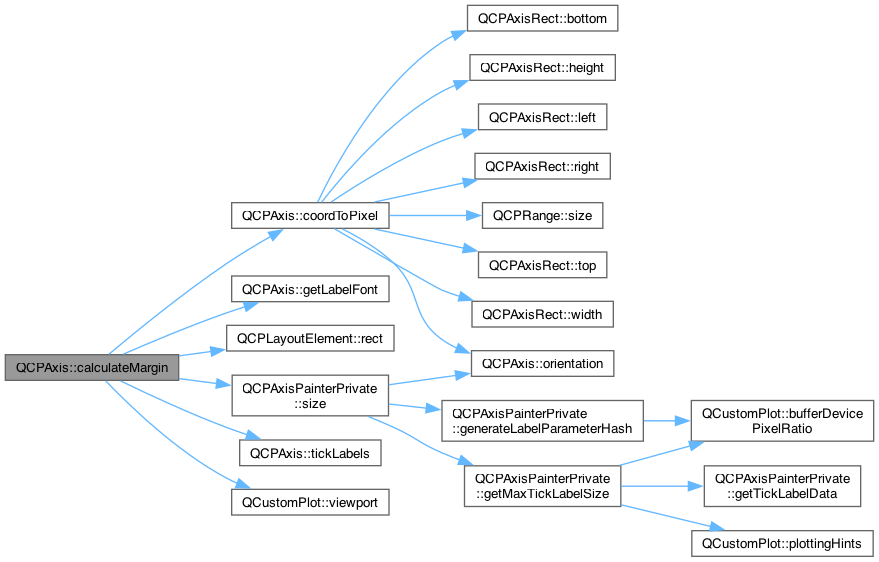 QCPAxisRect::bottom
QCPAxisRect::height
QCPAxisRect::left
QCPAxisRect::right
QCPAxis::coordToPixel
QCPRange::size
QCPAxisRect::top
QCPAxis::getLabelFont
QCPAxisRect::width
QCPLayoutElement::rect
QCPAxis::calculateMargin
QCPAxis::orientation
QCPAxisPainterPrivate
::size
QCPAxisPainterPrivate
::generateLabelParameterHash
QCustomPlot::bufferDevice
PixelRatio
QCPAxis::tickLabels
QCPAxisPainterPrivate
::getMaxTickLabelSize
QCPAxisPainterPrivate
::getTickLabelData
QCustomPlot::viewport
QCustomPlot::plottingHints